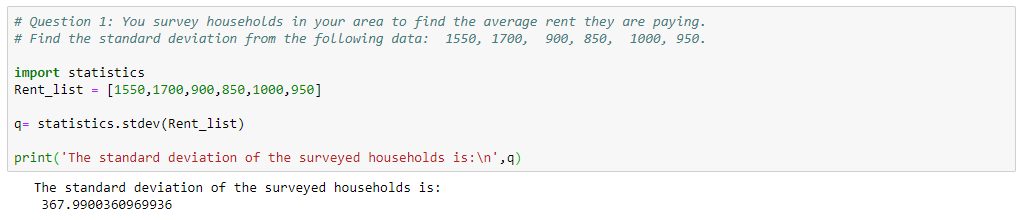 # Question 1: You survey households in your area to find the average rent they are paying.
# Find the standard deviation from the following data:  1550, 1700,  900, 850,  1000, 950.
import statistics
Rent_list = [1550,1700,900,850,1000,950]
q= statistics.stdev(Rent_list)
print('The standard deviation of the surveyed households is:\n',q)
The standard deviation of the surveyed households is:
 367.9900360969936